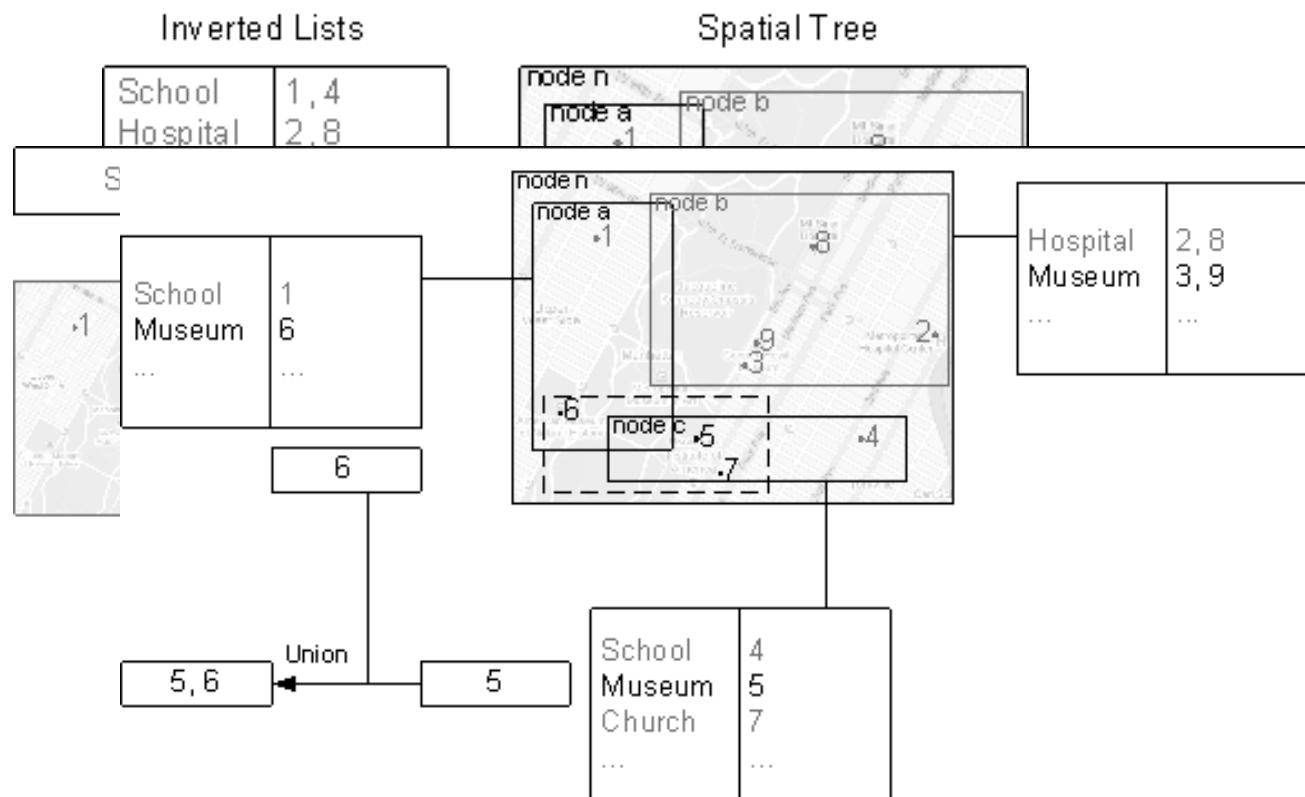 Inverted Lists
Spatial Tree
School 1, 4
Hospital 2, 8
node n
node a
node b
1
S
node n
node a
node b
1
8
9
3
2
6
node c
5
7
4
School 1
Museum 6
... ...
Hospital 2, 8
Museum 3, 9
... ...
1
6
Union
5, 6
5
School 4
Museum 5
Church 7
... ...